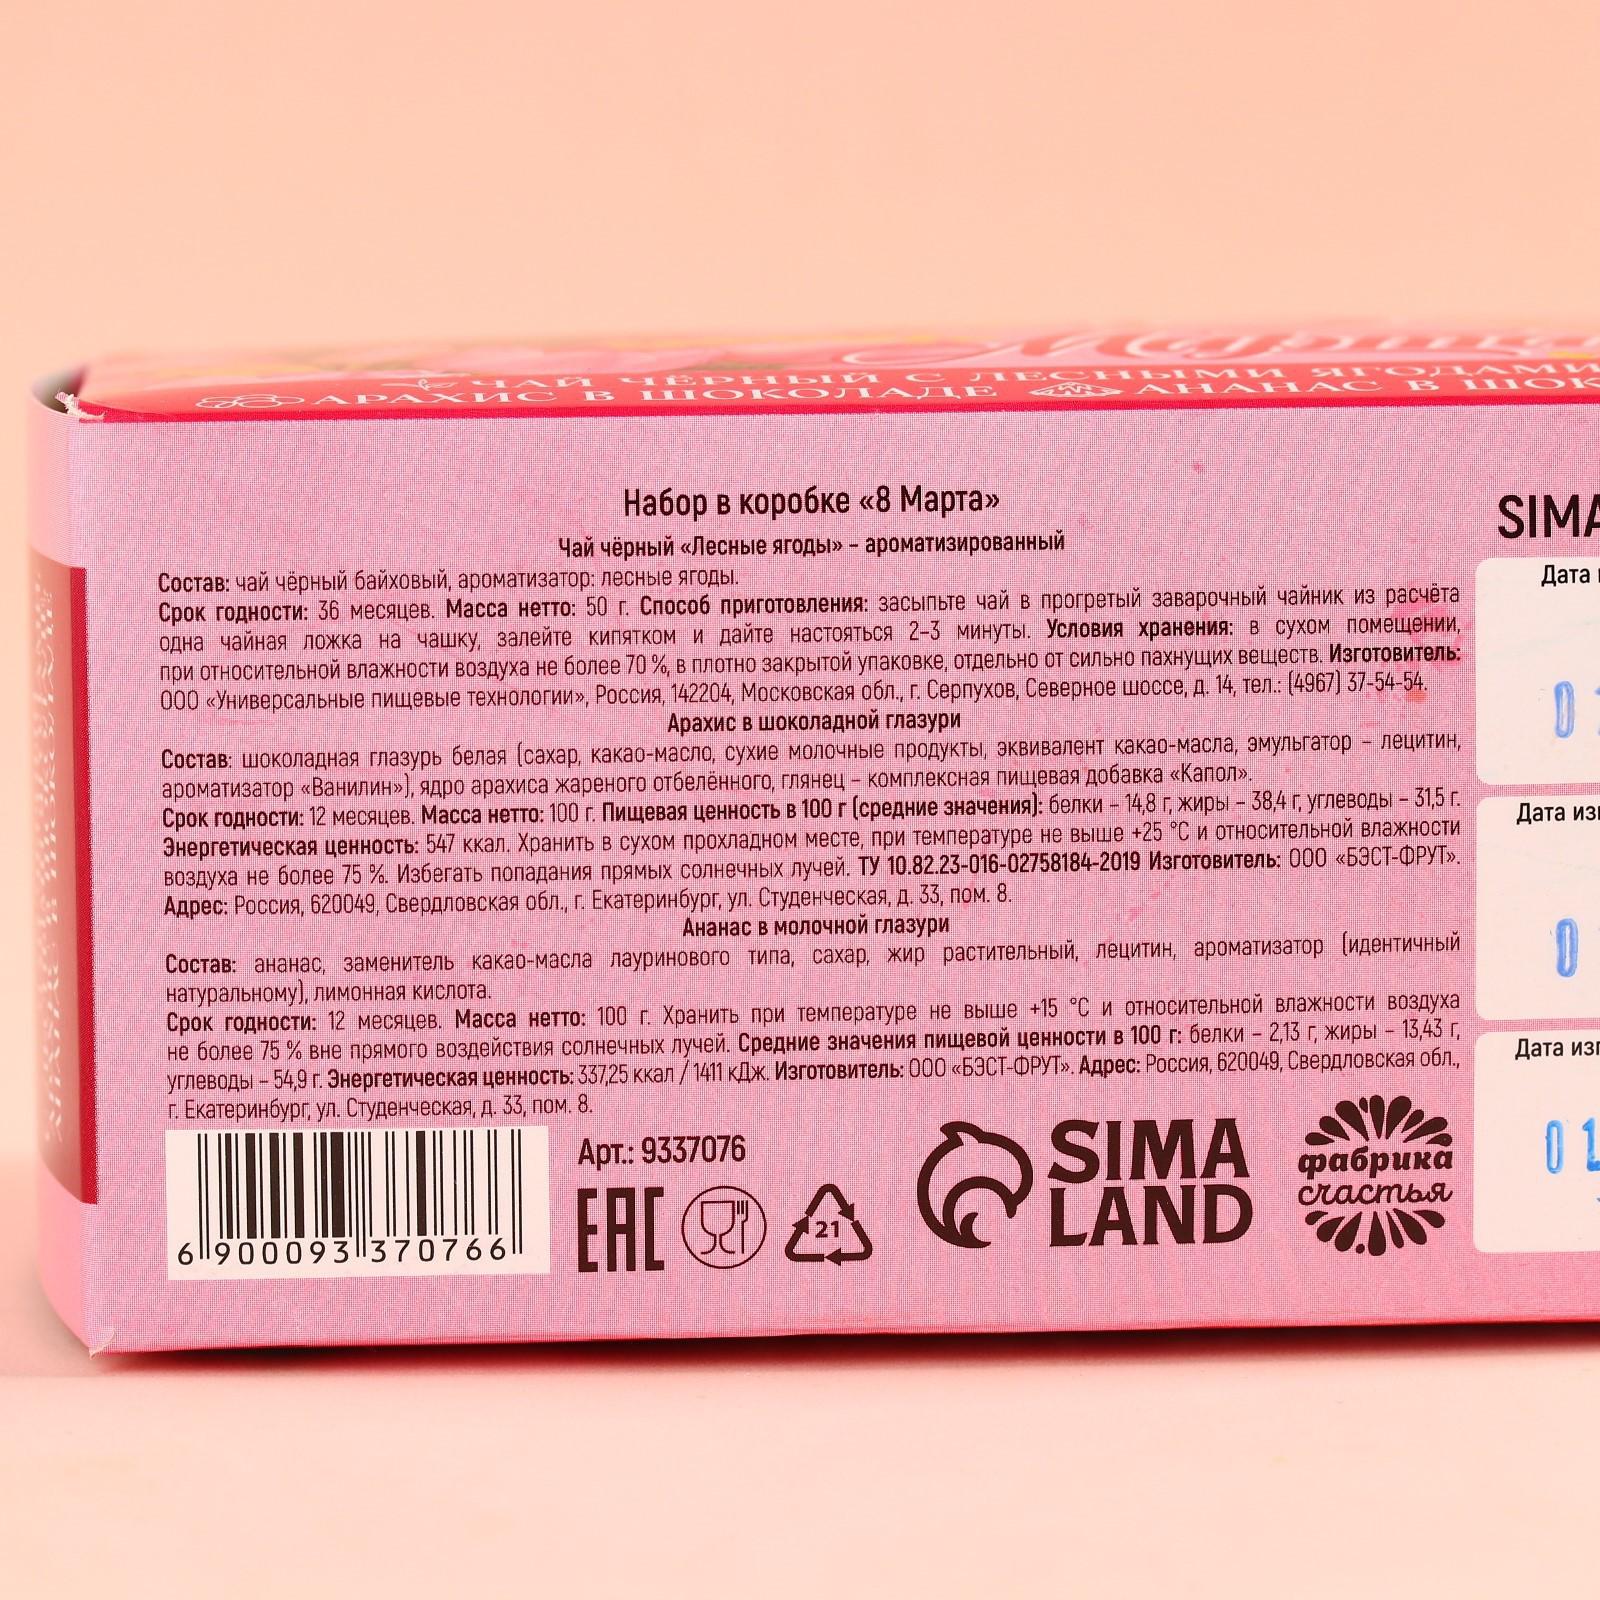 ЧАЙ ЧЁРНЫЙ С ЛЕСНЫМИ ЯГОДАМИ
АРАХИС В ШОКОЛАДЕ АНАНАС В ШОК
Набор в коробке «8 Марта»
Чай чёрный «Лесные ягоды» – ароматизированный
Состав: чай чёрный байховый, ароматизатор: лесные ягоды.
Срок годности: 36 месяцев. Масса нетто: 50 г. Способ приготовления: засыпьте чай в прогретый заварочный чайник из расчёта
одна чайная ложка на чашку, залейте кипятком и дайте настояться 2–3 минуты. Условия хранения: в сухом помещении,
при относительной влажности воздуха не более 70 %, в плотно закрытой упаковке, отдельно от сильно пахнущих веществ. Изготовитель:
ООО «Универсальные пищевые технологии», Россия, 142204, Московская обл., г. Серпухов, Северное шоссе, д. 14, тел.: (4967) 37-54-54.
Арахис в шоколадной глазури
Состав: шоколадная глазурь белая (сахар, какао-масло, сухие молочные продукты, эквивалент какао-масла, эмульгатор – лецитин,
ароматизатор «Ванилин»), ядро арахиса жареного отбелённого, глянец – комплексная пищевая добавка «Капол».
Срок годности: 12 месяцев. Масса нетто: 100 г. Пищевая ценность в 100 г (средние значения): белки – 14,8 г, жиры – 38,4 г, углеводы – 31,5 г.
Энергетическая ценность: 547 ккал. Хранить в сухом прохладном месте, при температуре не выше +25 °С и относительной влажности
воздуха не более 75 %. Избегать попадания прямых солнечных лучей. ТУ 10.82.23-016-02758184-2019 Изготовитель: ООО «БЭСТ-ФРУТ».
Адрес: Россия, 620049, Свердловская обл., г. Екатеринбург, ул. Студенческая, д. 33, пом. 8.
Ананас в молочной глазури
Состав: ананас, заменитель какао-масла лауринового типа, сахар, жир растительный, лецитин, ароматизатор (идентичный
натуральному), лимонная кислота.
Срок годности: 12 месяцев. Масса нетто: 100 г. Хранить при температуре не выше +15 °С и относительной влажности воздуха
не более 75 % вне прямого воздействия солнечных лучей. Средние значения пищевой ценности в 100 г: белки – 2,13 г, жиры – 13,43 г,
углеводы – 54,9 г. Энергетическая ценность: 337,25 ккал / 1411 кДж. Изготовитель: ООО «БЭСТ-ФРУТ». Адрес: Россия, 620049, Свердловская обл.,
г. Екатеринбург, ул. Студенческая, д. 33, пом. 8.
6 900093 370766
Арт.: 9337076
ЕАС
21
SIMA
LAND
фабрика
счастья
SIMA
Дата
0
Дата из
0
Дата изг
0 1